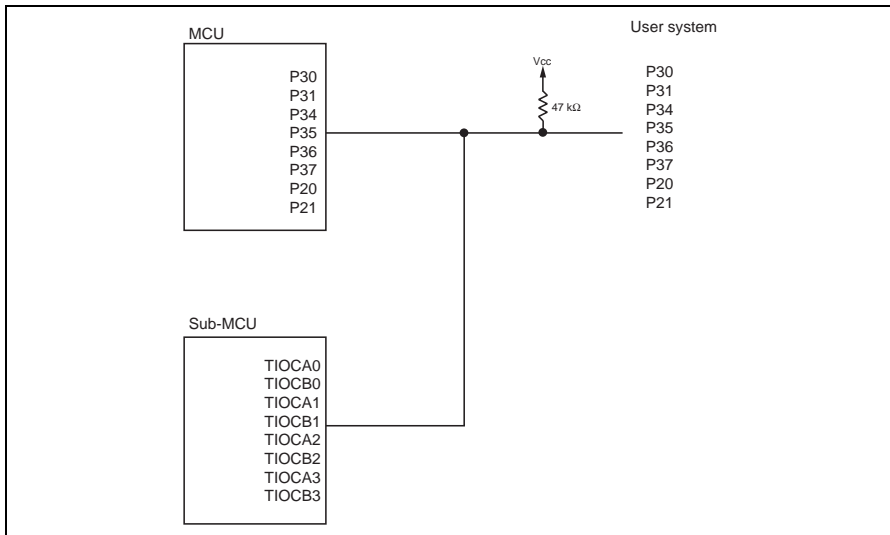 MCU
P30
P31
P34
P35
P36
P37
P20
P21
Vcc
47 kΩ
User system
P30
P31
P34
P35
P36
P37
P20
P21
Sub-MCU
TIOCA0
TIOCB0
TIOCA1
TIOCB1
TIOCA2
TIOCB2
TIOCA3
TIOCB3